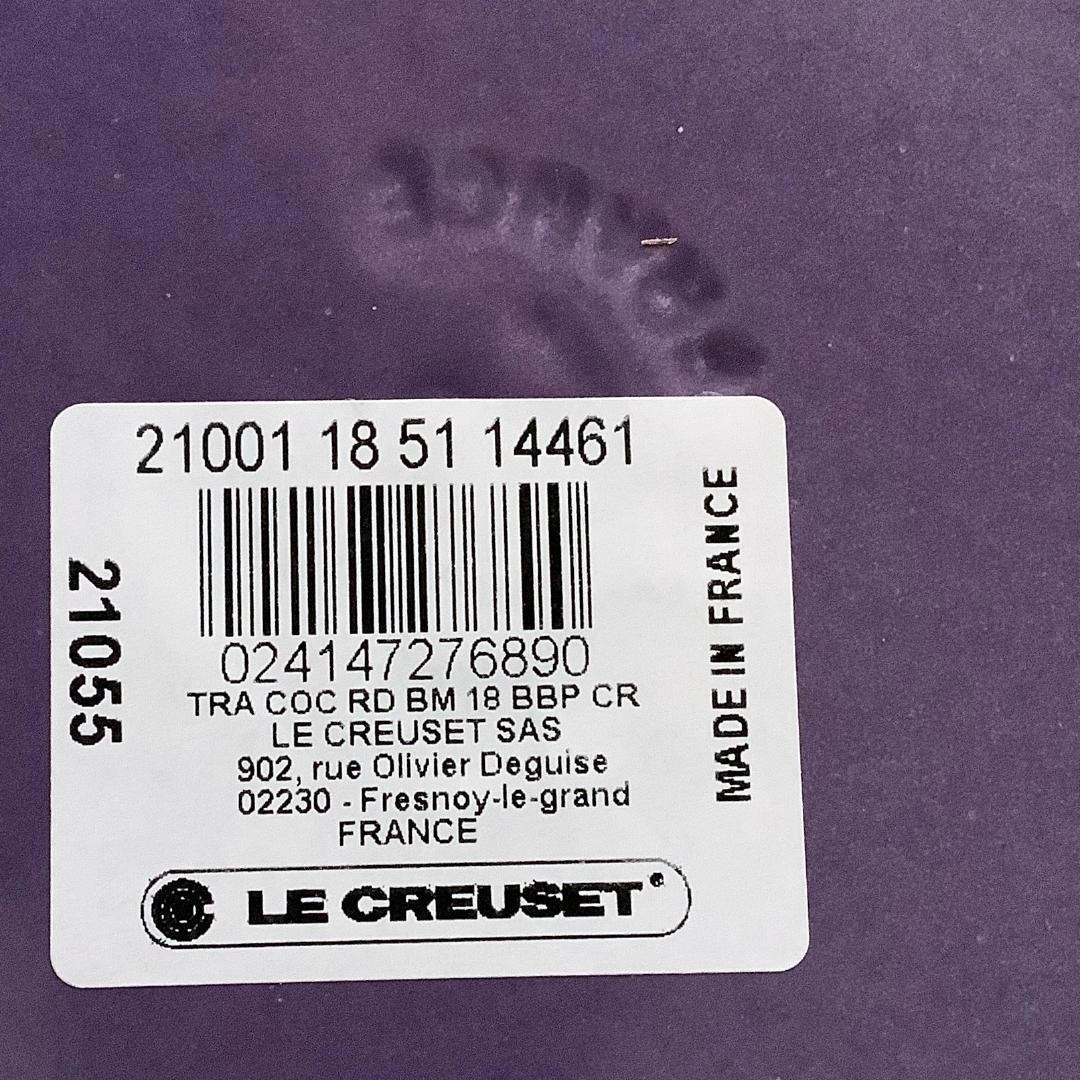 21001 18 51 14461
024147276890
TRA COC RD BM 18 BBP CR
LE CREUSET SAS
902, rue Olivier Deguise
02230 - Fresnoy-le-grand
FRANCE
LE CREUSET
21055
MADE IN FRANCE